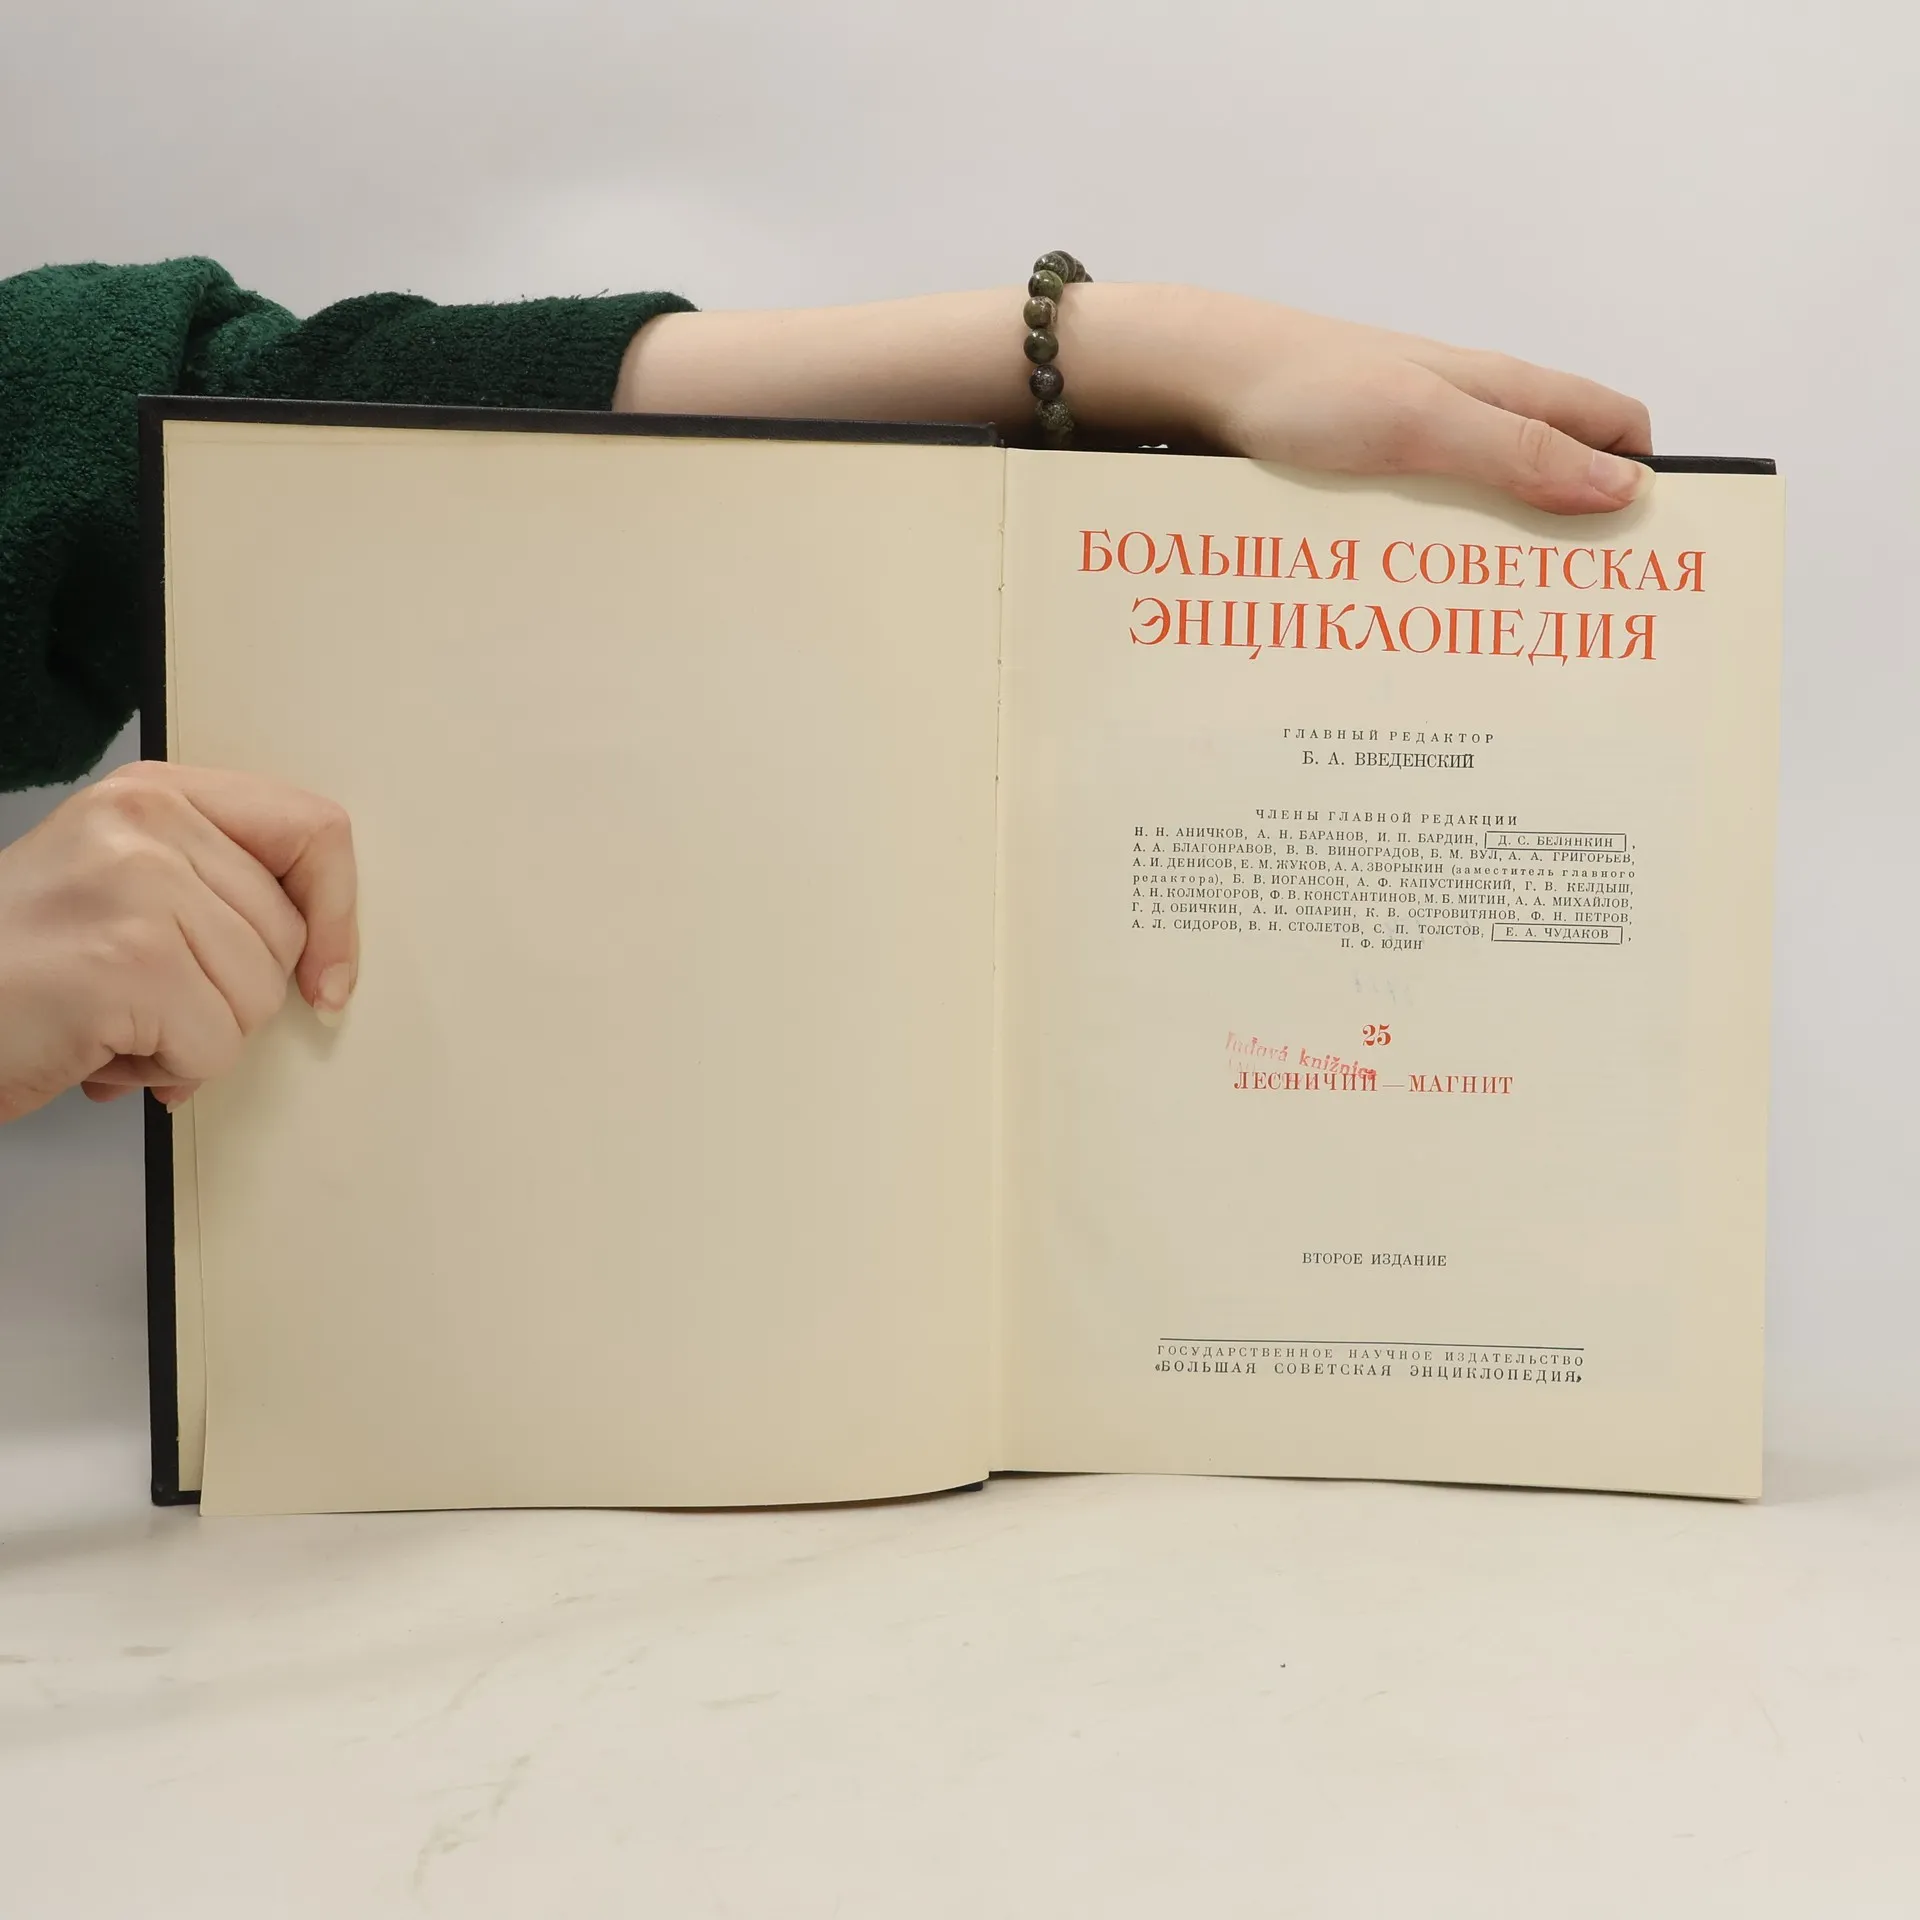 БОЛЬШАЯ СОВЕТСКАЯ
ЭНЦИКЛОПЕДИЯ
ГЛАВНЫЙ РЕДАКТОР
Б. А. ВВЕДЕНСКИЙ
ЧЛЕНЫ ГЛАВНОЙ РЕДАКЦИИ
Н. Н. АНИЧКОВ, А. Н. БАРАНОВ, И. П. БАРДИН, Д. С. БЕЛЯНКИН,
А. А. БЛАГОНРАВОВ, В. В. ВИНОГРАДОВ, Б. М. ВУЛ, А. А. ГРИГОРЬЕВ,
А. И. ДЕНИСОВ, Е. М. ЖУКОВ, А. А. ЗВОРЫКИН (заместитель главного
редактора), Б. В. ИОГАНСОН, А. Ф. КАПУСТИНСКИЙ, Г. В. КЕЛДЫШ,
А. Н. КОЛМОГОРОВ, Ф. В. КОНСТАНТИНОВ, М. Б. МИТИН, А. А. МИХАЙЛОВ,
Г. Д. ОБИЧКИН, А. И. ОПАРИН, К. В. ОСТРОВИТЯНОВ, Ф. Н. ПЕТРОВ,
А. Л. СИДОРОВ, В. Н. СТОЛЕТОВ, С. П. ТОЛСТОВ, Е. А. ЧУДАКОВ,
П. Ф. ЮДИН
25
ľudová knižnica
ЛЕСНИЧИЙ — МАГНИТ
ВТОРОЕ ИЗДАНИЕ
ГОСУДАРСТВЕННОЕ НАУЧНОЕ ИЗДАТЕЛЬСТВО
«БОЛЬШАЯ СОВЕТСКАЯ ЭНЦИКЛОПЕДИЯ»